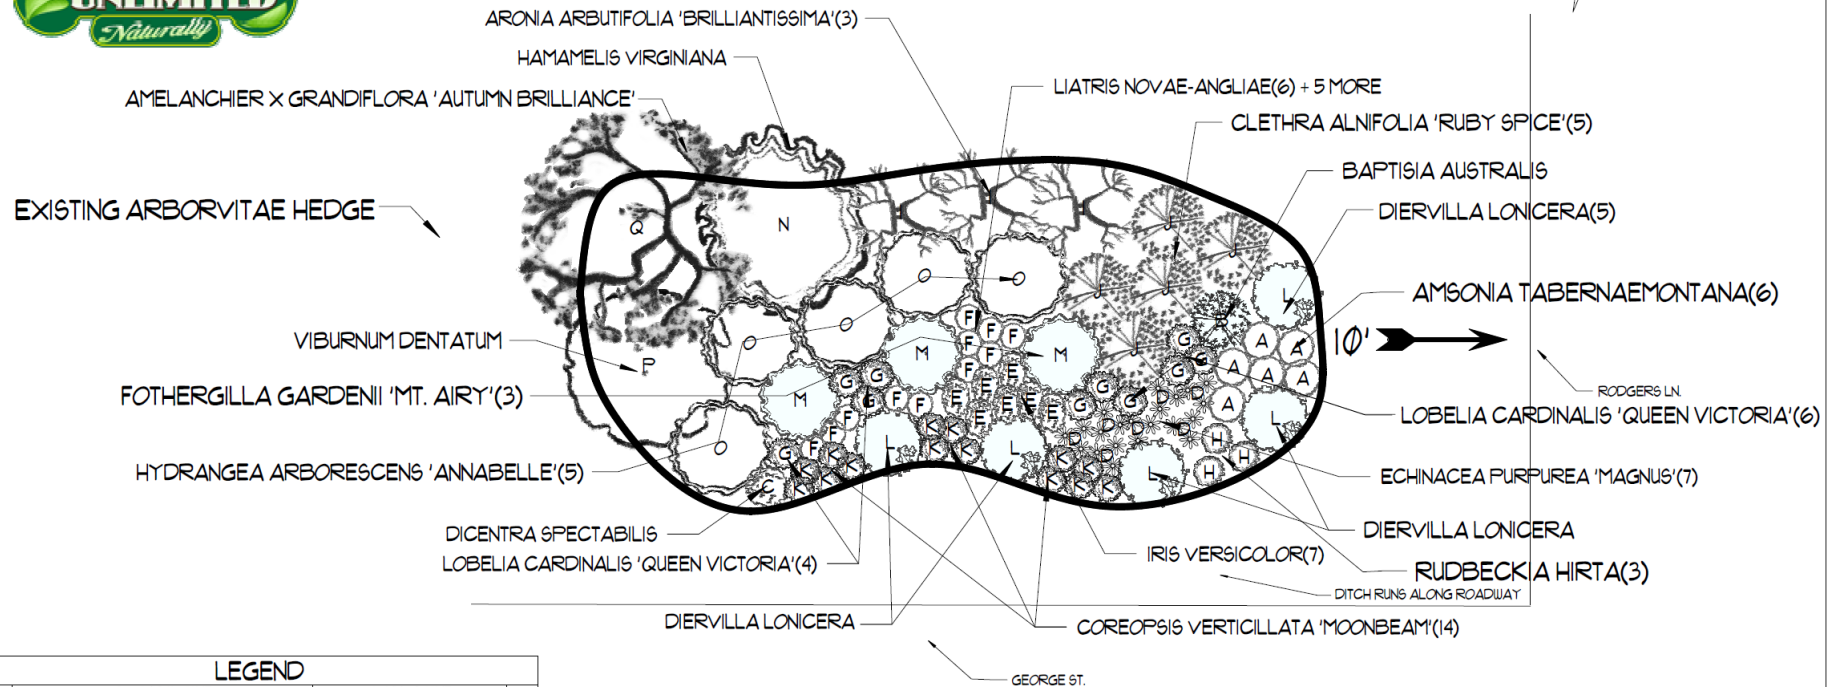 UNLIMITED
Naturally
ARONIA ARBUTIFOLIA 'BRILLIANTISSIMA'(3)
HAMAMELIS VIRGINIANA
AMELANCHIER X GRANDIFLORA 'AUTUMN BRILLIANCE'
LIATRIS NOVAE-ANGLIAE(6) + 5 MORE
CLETHRA ALNIFOLIA 'RUBY SPICE'(5)
BAPTISIA AUSTRALIS
EXISTING ARBORVITAE HEDGE
DIERVILLA LONICERA(5)
Q
N
J
J
O
O
J
J
L
AMSONIA TABERNAEMONTANA(6)
O
O
F
F
F
J
G
B
A
A
10'
VIBURNUM DENTATUM
P
M
F
F
M
G
A
A
A
RODGERS LN.
FOTHERGILLA GARDENII 'MT. AIRY'(3)
M
G
G
F
E
E
G
G
D
D
A
G
F
F
E
E
E
E
E
G
G
L
LOBELIA CARDINALIS 'QUEEN VICTORIA'(6)
O
F
F
F
L
K
K
K
K
L
D
D
D
D
D
H
H
H
HYDRANGEA ARBORESCENS 'ANNABELLE'(5)
G
C
K
K
K
K
K
K
K
K
K
L
ECHINACEA PURPUREA 'MAGNUS'(7)
DICENTRA SPECTABILIS
DIERVILLA LONICERA
LOBELIA CARDINALIS 'QUEEN VICTORIA'(4)
IRIS VERSICOLOR(7)
RUDBECKIA HIRTA(3)
DITCH RUNS ALONG ROADWAY
DIERVILLA LONICERA
COREOPSIS VERTICILLATA 'MOONBEAM'(14)
LEGEND
GEORGE ST.